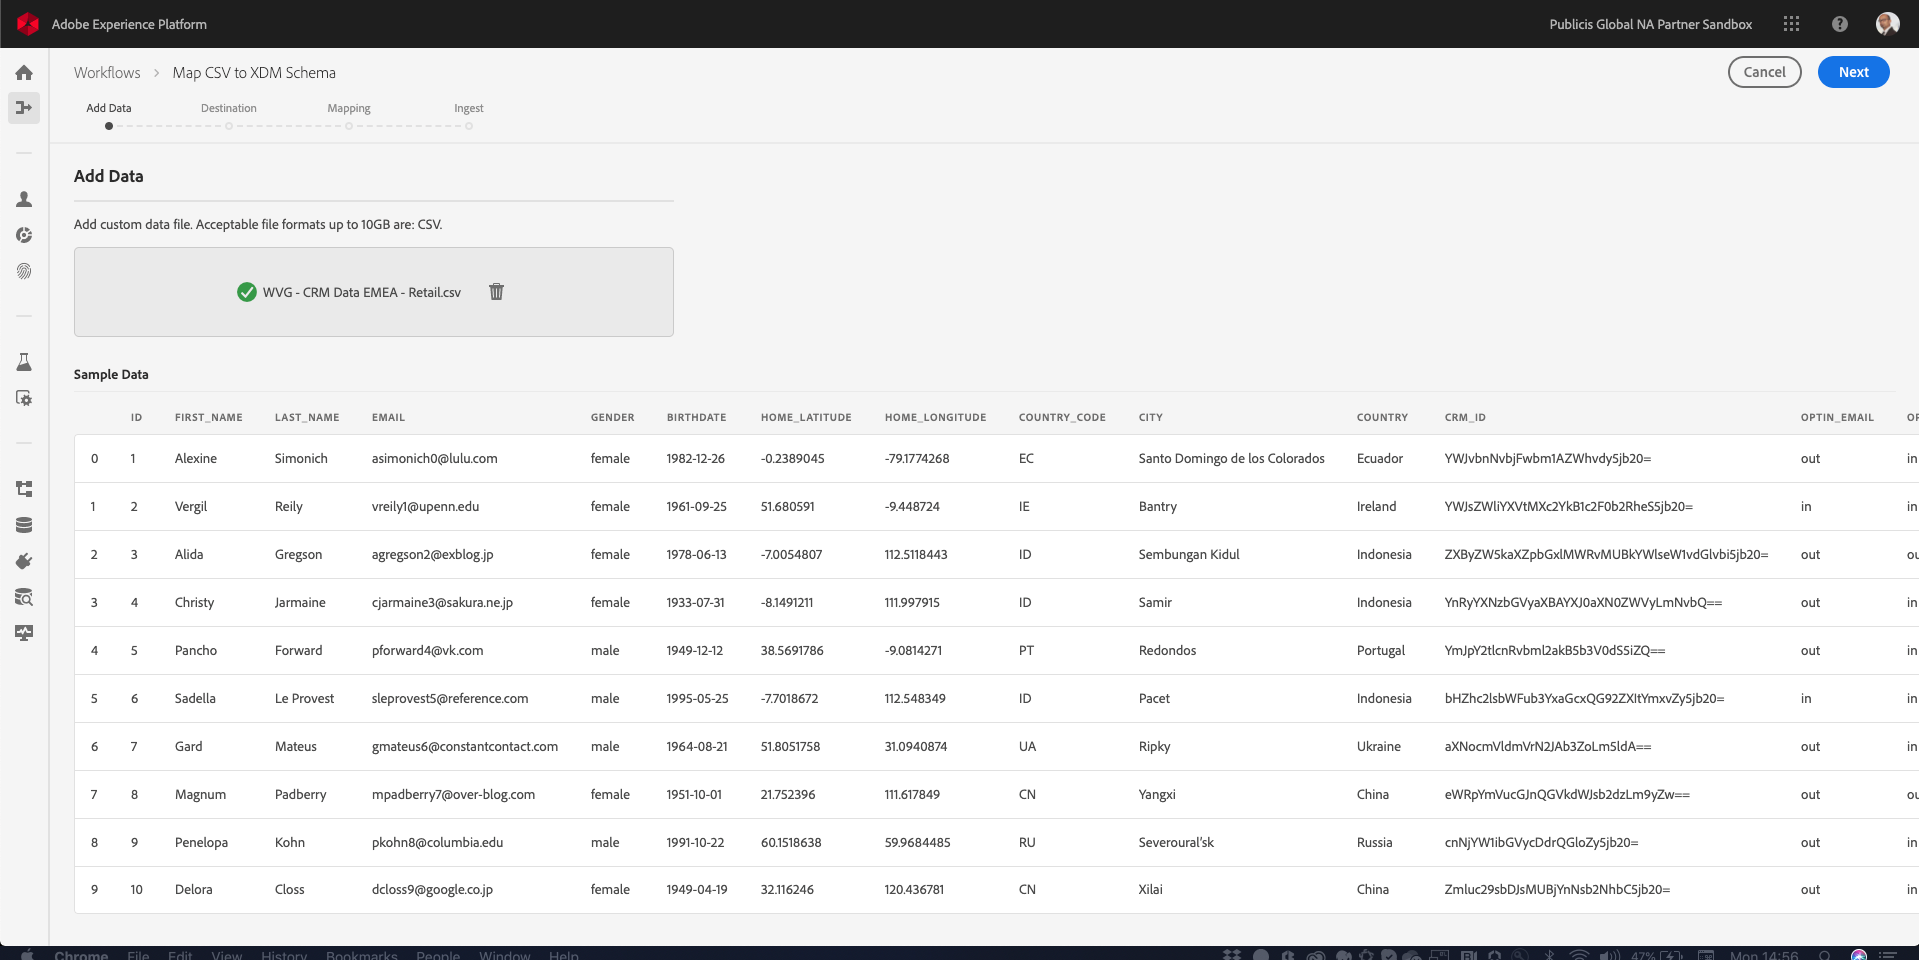 Adobe Experience Platform
Publicis Global NA Partner Sandbox
Workflows > Map CSV to XDM Schema
Cancel
Next
Add Data Destination Mapping Ingest
Add Data
Add custom data file. Acceptable file formats up to 10GB are: CSV.
WVG - CRM Data EMEA - Retail.csv
Sample Data
ID FIRST_NAME LAST_NAME EMAIL GENDER BIRTHDATE HOME_LATITUDE HOME_LONGITUDE COUNTRY_CODE CITY COUNTRY CRM_ID OPTIN_EMAIL OP
0 1 Alexine Simonich asimonich0@lulu.com female 1982-12-26 -0.2389045 -79.1774268 EC Santo Domingo de los Colorados Ecuador YWJvbnNvbjFwbm1AZWhvdy5jb20= out in
1 2 Vergil Reily vreily1@upenn.edu female 1961-09-25 51.680591 -9.448724 IE Bantry Ireland YWJsZWliYXVtMXc2YkB1c2F0b2RheS5jb20= in in
2 3 Alida Gregson agregson2@exblog.jp female 1978-06-13 -7.0054807 112.5118443 ID Sembungan Kidul Indonesia ZXByZW5kaXZpbGxlMWRvMUBkYWlseW1vdGlvbi5jb20= out ou
3 4 Christy Jarmaine cjarmaine3@sakura.ne.jp female 1933-07-31 -8.1491211 111.997915 ID Samir Indonesia YnRyYXNzbGVyaXBAYXJ0aXN0ZWVyLmNvbQ== out in
4 5 Pancho Forward pforward4@vk.com male 1949-12-12 38.5691786 -9.0814271 PT Redondos Portugal YmJpY2tlcnRvbml2akB5b3V0dS5iZQ== out in
5 6 Sadella Le Provest sleprovest5@reference.com male 1995-05-25 -7.7018672 112.548349 ID Pacet Indonesia bHZhc2lsbWFub3YxaGcxQG92ZXItYmxvZy5jb20= in in
6 7 Gard Mateus gmateus6@constantcontact.com male 1964-08-21 51.8051758 31.0940874 UA Ripky Ukraine aXNocmVldmVrN2JAb3ZoLm5ldA== out in
7 8 Magnum Padberry mpadberry7@over-blog.com female 1951-10-01 21.752396 111.617849 CN Yangxi China eWRpYmVucGJnQGVkdWJsb2dzLm9yZw== out ou
8 9 Penelopa Kohn pkohn8@columbia.edu male 1991-10-22 60.1518638 59.9684485 RU Severoural'sk Russia cnNjYW1ibGVycDdrQGloZy5jb20= out in
9 10 Delora Closs dcloss9@google.co.jp female 1949-04-19 32.116246 120.436781 CN Xilai China Zmluc29sbDJsMUBjYnNsb2NhbC5jb20= out in
Chrome File Edit View History Bookmarks People Window Help 47% Mon 14:56